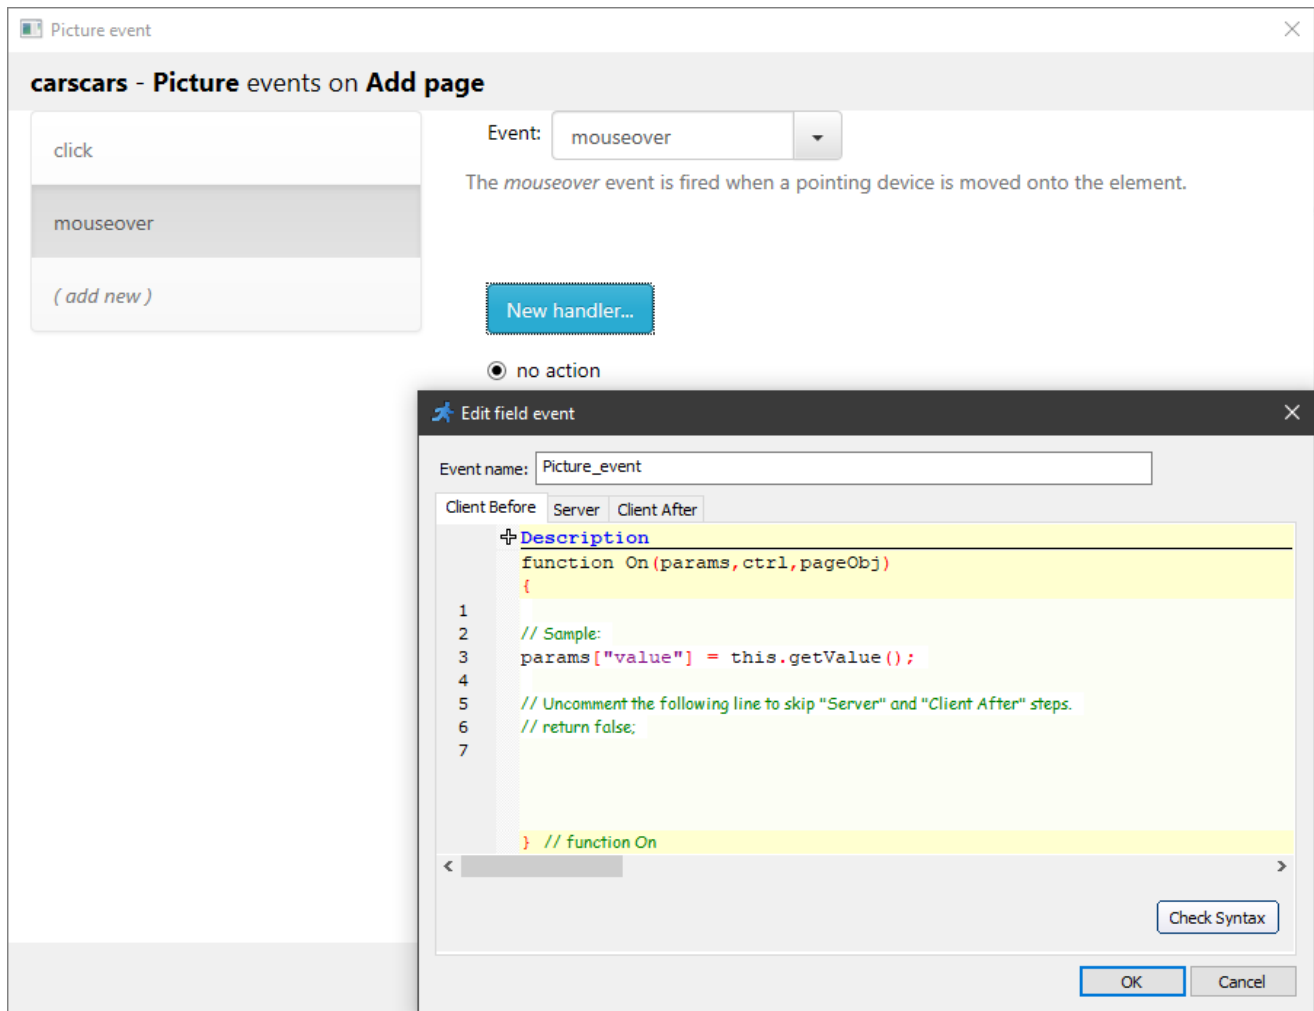 Picture event
carscars - Picture events on Add page
click
mouseover
( add new )
Event: mouseover
The mouseover event is fired when a pointing device is moved onto the element.
New handler...
no action
Edit field event
Event name: Picture_event
Client Before Server Client After
Description
function On(params,ctrl,pageObj)
{
1
2 // Sample:
3 params["value"] = this.getValue();
4
5 // Uncomment the following line to skip "Server" and "Client After" steps.
6 // return false;
7
} // function On
Check Syntax
OK Cancel